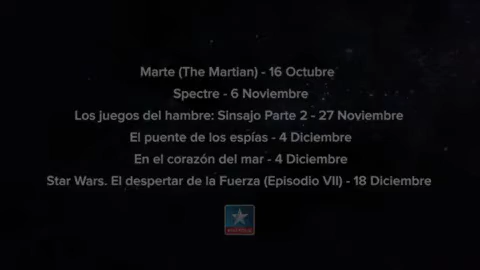 Marte (The Martian) - 16 Octubre
Spectre - 6 Noviembre
Los juegos del hambre: Sinsajo Parte 2 - 27 Noviembre
El puente de los espías - 4 Diciembre
En el corazón del mar - 4 Diciembre
Star Wars. El despertar de la Fuerza (Episodio VII) - 18 Diciembre